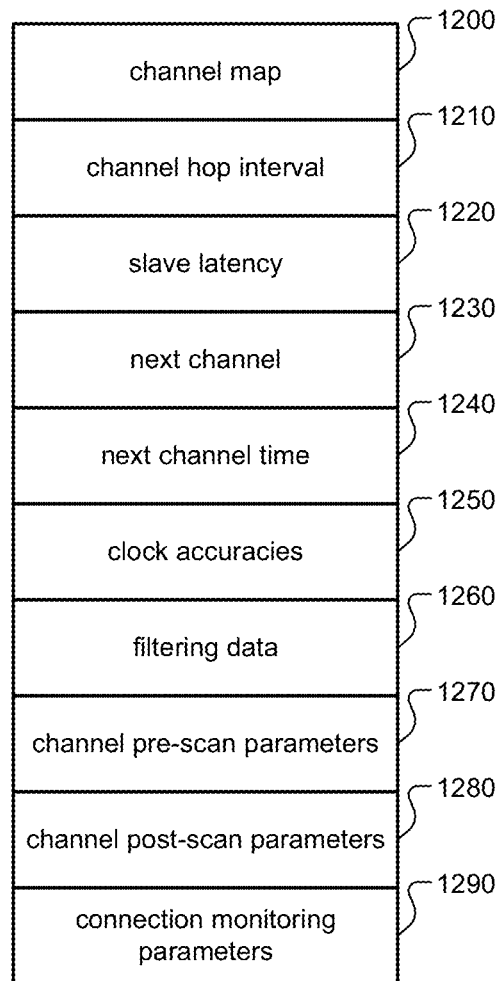 1200
channel map
1210
channel hop interval
1220
slave latency
1230
next channel
1240
next channel time
1250
clock accuracies
1260
filtering data
1270
channel pre-scan parameters
1280
channel post-scan parameters
1290
connection monitoring
parameters